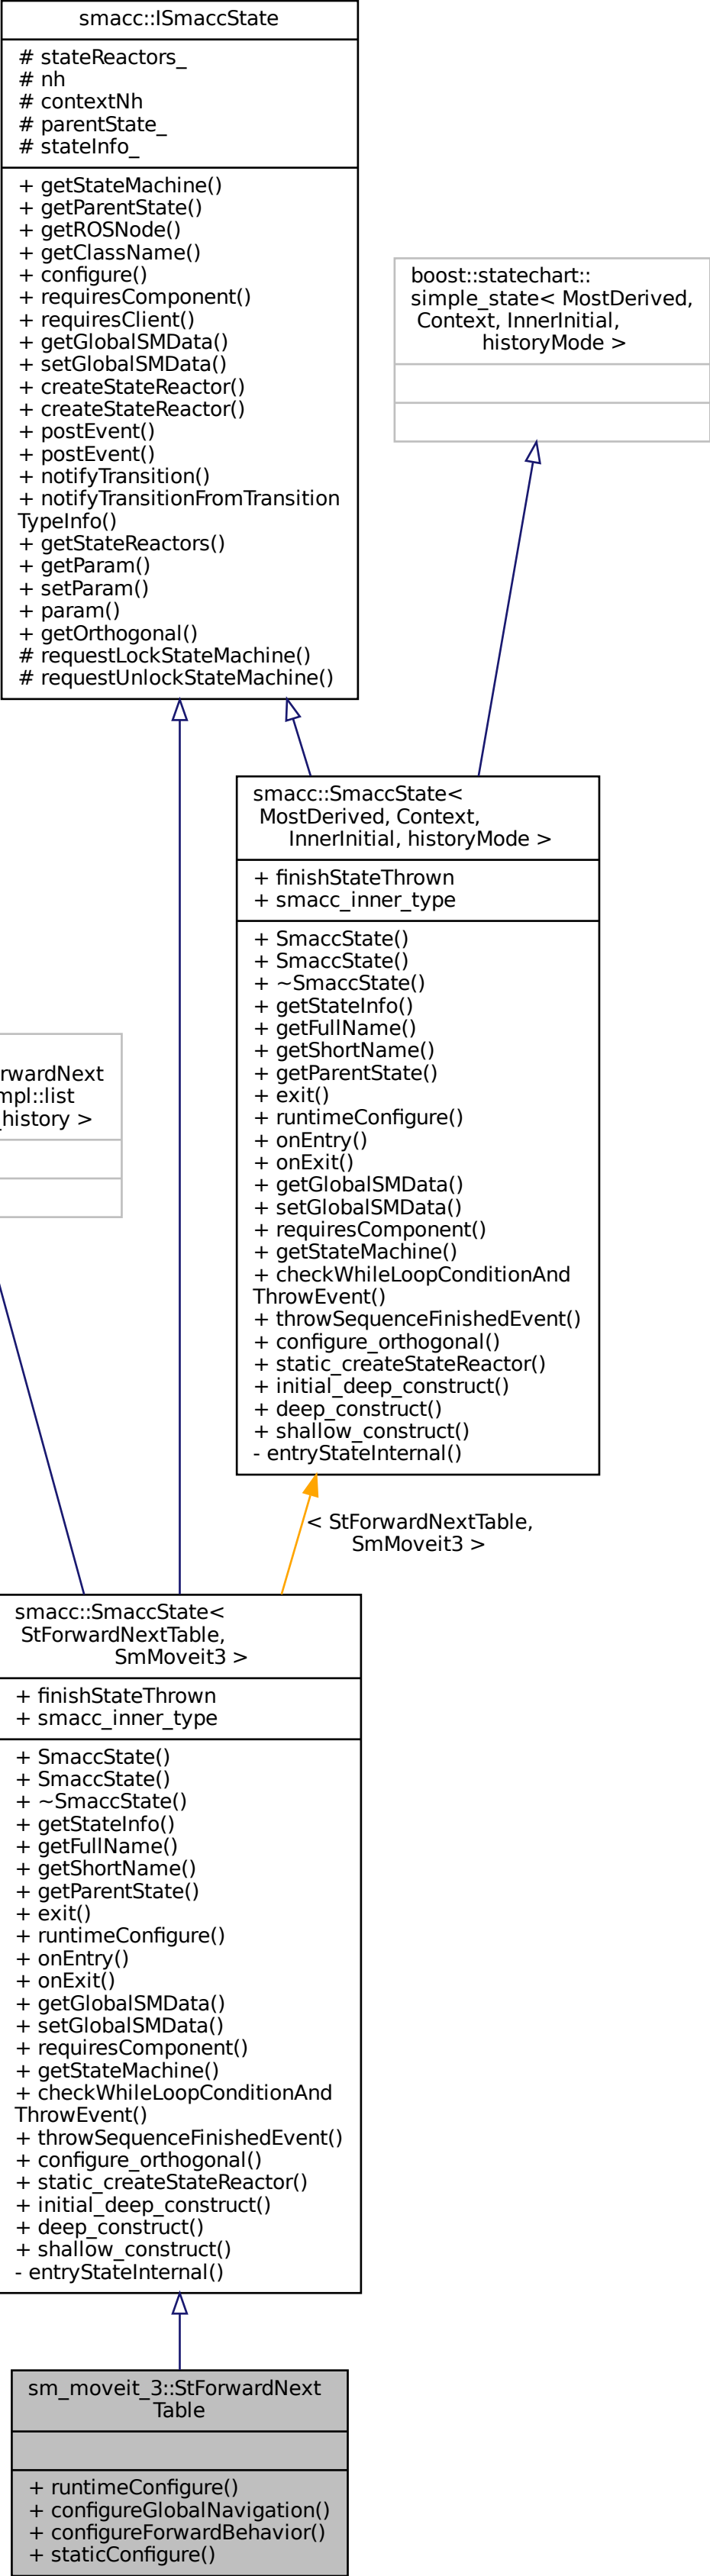 smacc::ISmaccState
# stateReactors_
# nh
# contextNh
# parentState_
# stateInfo_
+ getStateMachine()
+ getParentState()
+ getROSNode()
+ getClassName()
+ configure()
+ requiresComponent()
+ requiresClient()
+ getGlobalSMData()
+ setGlobalSMData()
+ createStateReactor()
+ createStateReactor()
+ postEvent()
+ postEvent()
+ notifyTransition()
+ notifyTransitionFromTransition
TypeInfo()
+ getStateReactors()
+ getParam()
+ setParam()
+ param()
+ getOrthogonal()
# requestLockStateMachine()
# requestUnlockStateMachine()
boost::statechart::
simple_state< MostDerived,
Context, InnerInitial,
historyMode >
smacc::SmaccState<
MostDerived, Context,
InnerInitial, historyMode >
+ finishStateThrown
+ smacc_inner_type
+ SmaccState()
+ SmaccState()
+ ~SmaccState()
+ getStateInfo()
+ getFullName()
+ getShortName()
+ getParentState()
+ exit()
+ runtimeConfigure()
+ onEntry()
+ onExit()
+ getGlobalSMData()
+ setGlobalSMData()
+ requiresComponent()
+ getStateMachine()
+ checkWhileLoopConditionAnd
ThrowEvent()
+ throwSequenceFinishedEvent()
+ configure_orthogonal()
+ static_createStateReactor()
+ initial_deep_construct()
+ deep_construct()
+ shallow_construct()
- entryStateInternal()
rwardNext
mpl::list
_history >
< StForwardNextTable,
SmMoveit3 >
smacc::SmaccState<
StForwardNextTable,
SmMoveit3 >
+ finishStateThrown
+ smacc_inner_type
+ SmaccState()
+ SmaccState()
+ ~SmaccState()
+ getStateInfo()
+ getFullName()
+ getShortName()
+ getParentState()
+ exit()
+ runtimeConfigure()
+ onEntry()
+ onExit()
+ getGlobalSMData()
+ setGlobalSMData()
+ requiresComponent()
+ getStateMachine()
+ checkWhileLoopConditionAnd
ThrowEvent()
+ throwSequenceFinishedEvent()
+ configure_orthogonal()
+ static_createStateReactor()
+ initial_deep_construct()
+ deep_construct()
+ shallow_construct()
- entryStateInternal()
sm_moveit_3::StForwardNext
Table
+ runtimeConfigure()
+ configureGlobalNavigation()
+ configureForwardBehavior()
+ staticConfigure()